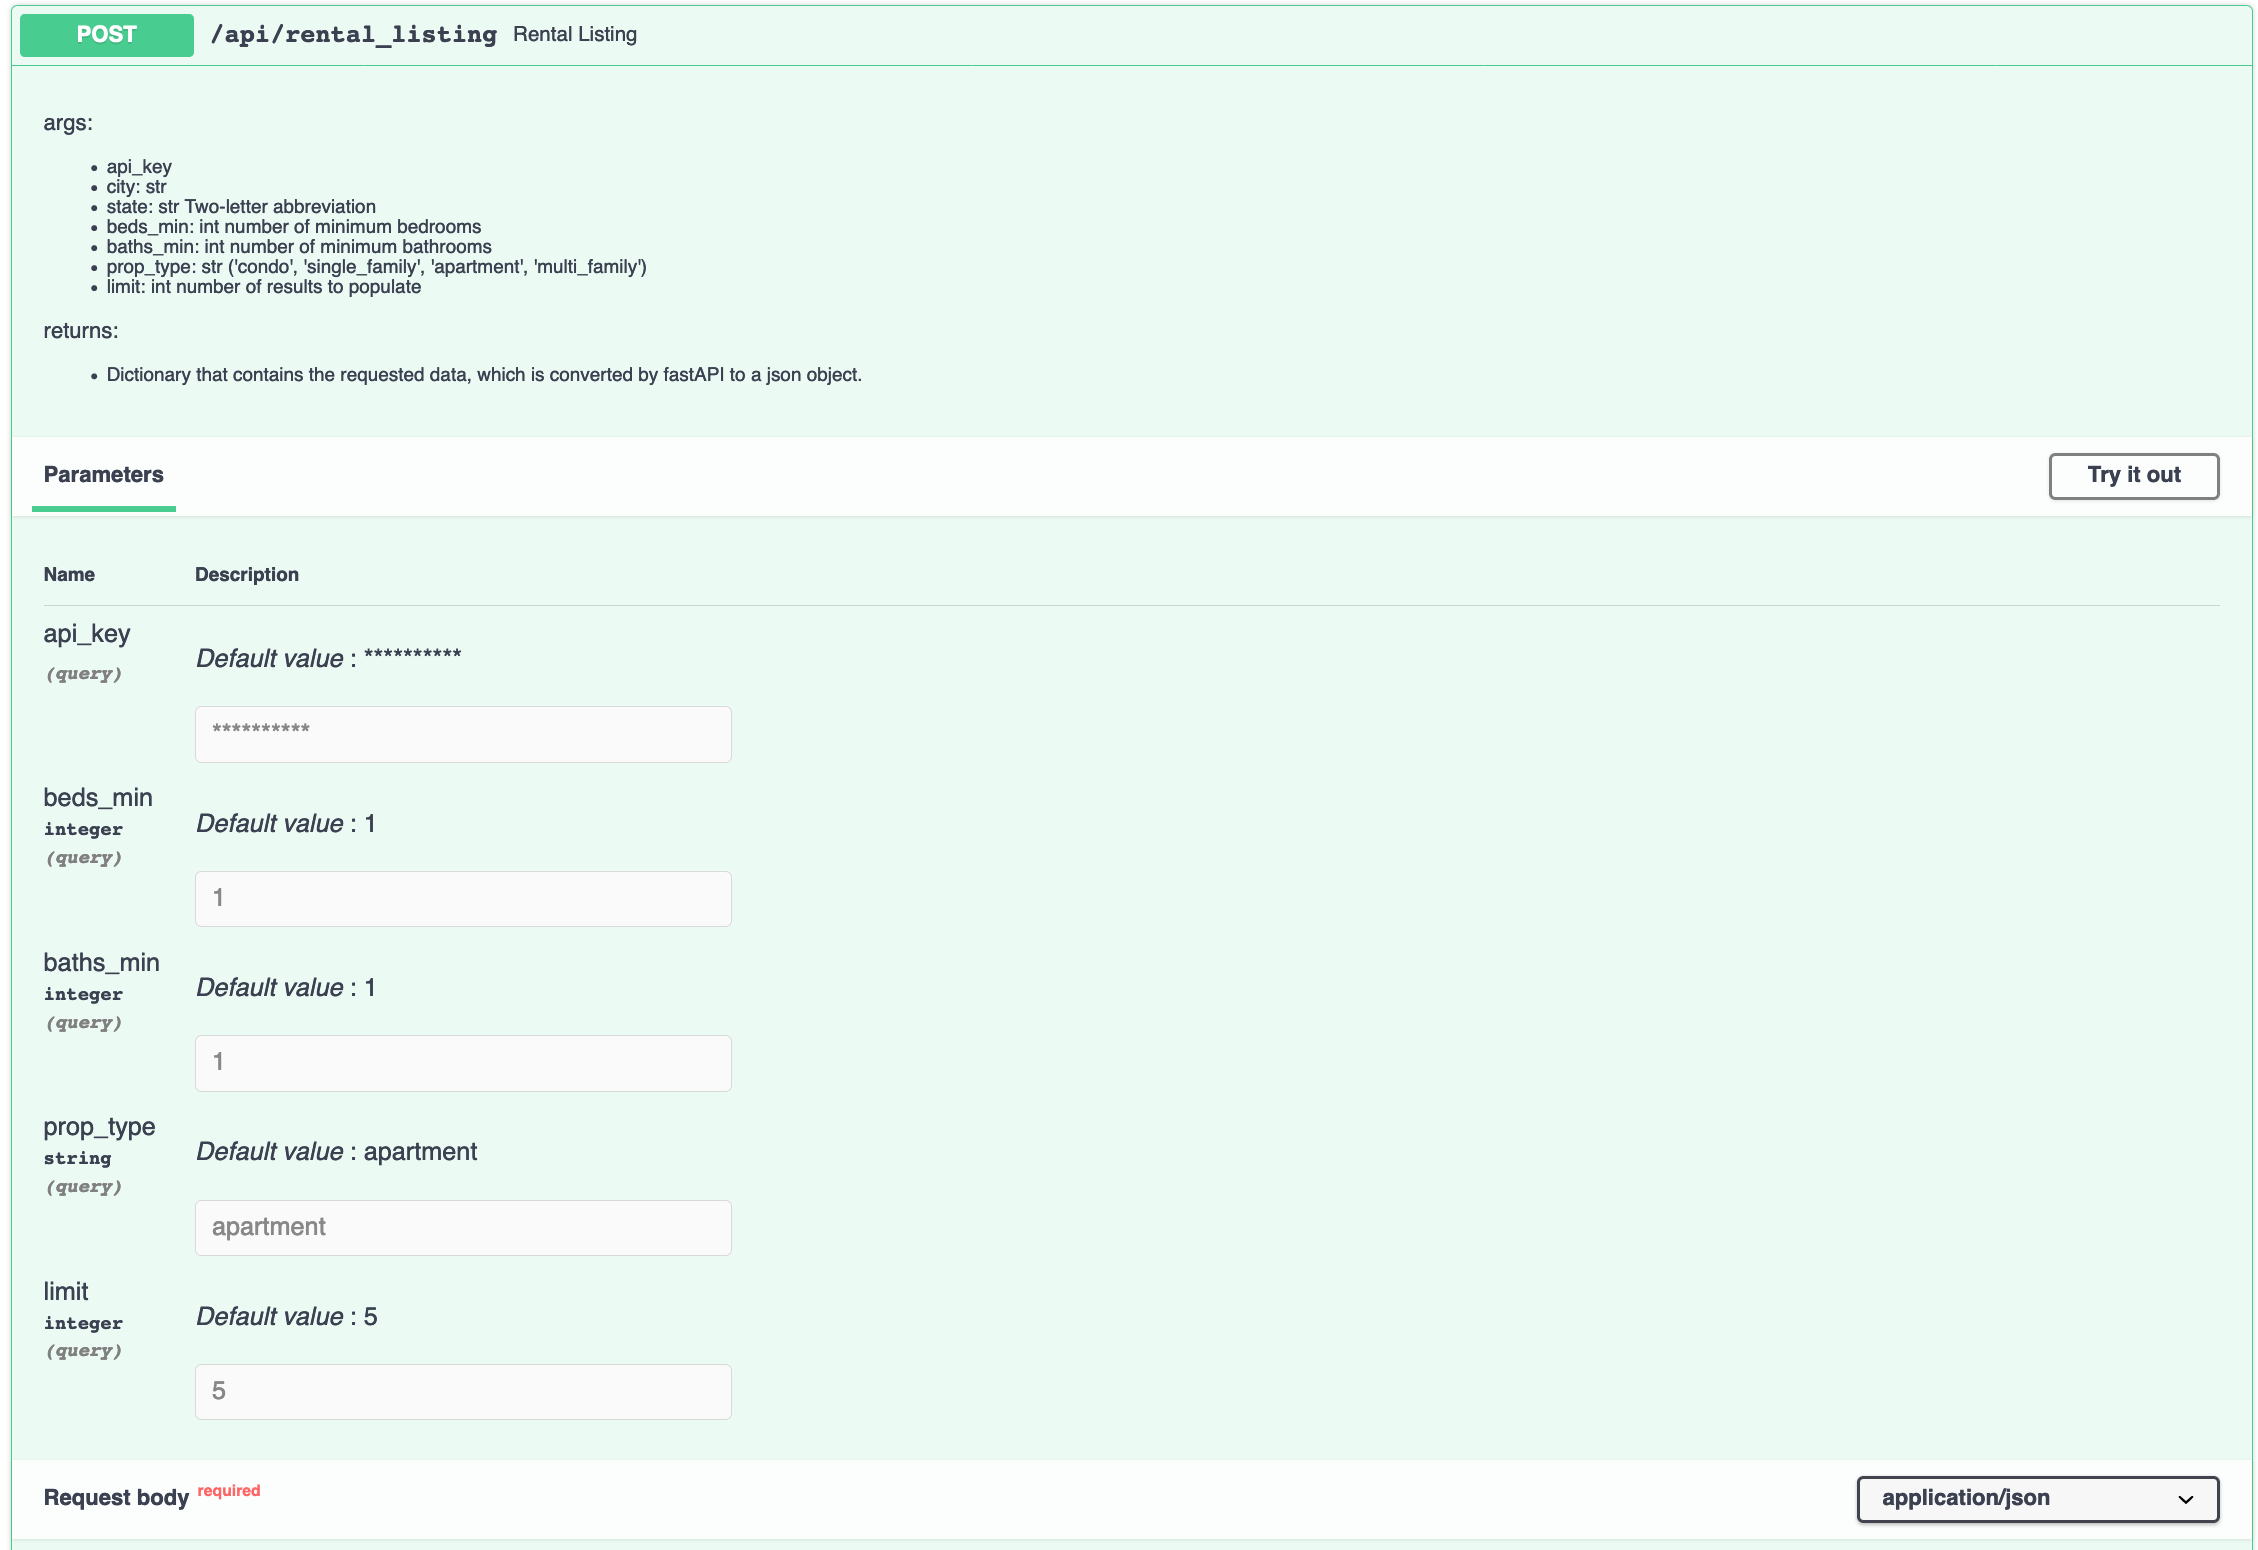 POST /api/rental_listing Rental Listing
args:
• api_key
• city: str
• state: str Two-letter abbreviation
• beds_min: int number of minimum bedrooms
• baths_min: int number of minimum bathrooms
• prop_type: str ('condo', 'single_family', 'apartment', 'multi_family')
• limit: int number of results to populate
returns:
• Dictionary that contains the requested data, which is converted by fastAPI to a json object.
Parameters
Try it out
Name Description
api_key
(query)
Default value : **********
**********
beds_min
integer
(query)
Default value : 1
1
baths_min
integer
(query)
Default value : 1
1
prop_type
string
(query)
Default value : apartment
apartment
limit
integer
(query)
Default value : 5
5
Request body required
application/json